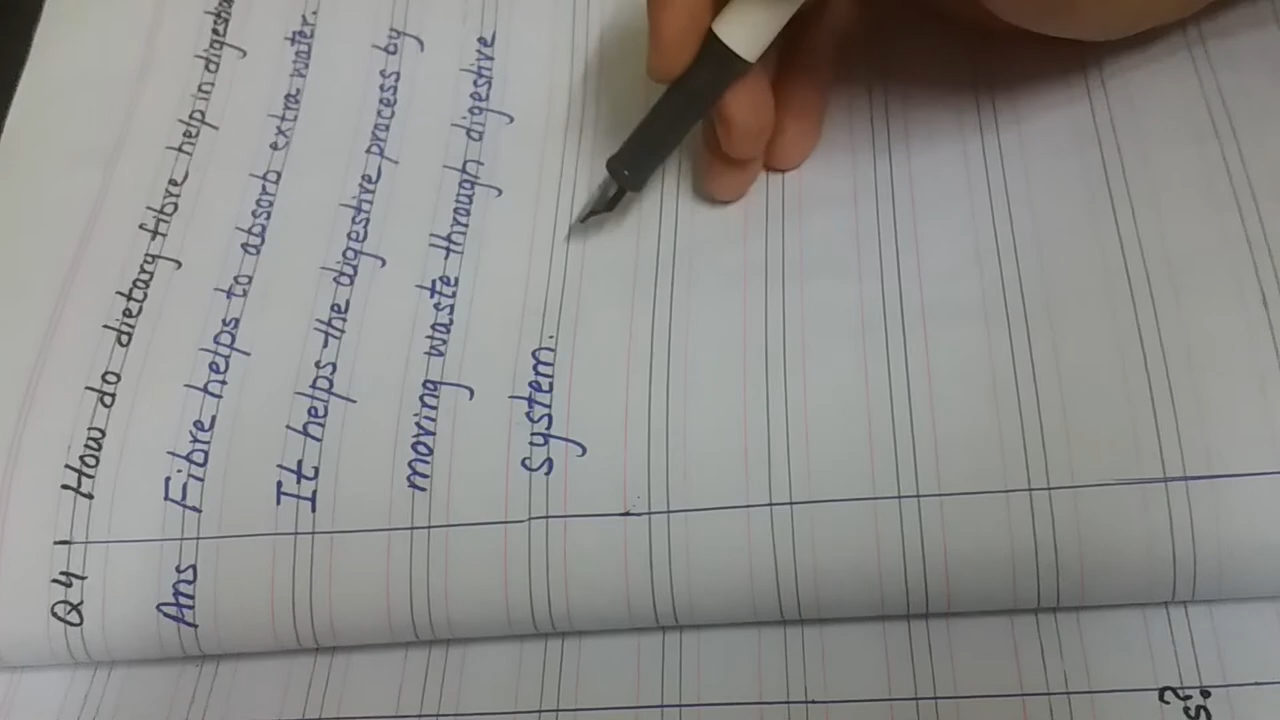 Q4 How do dietary fibre help in
Ans Fibre helps to absorb extra water.
It helps the digestive process by
moving waste through digestive
system.
s?